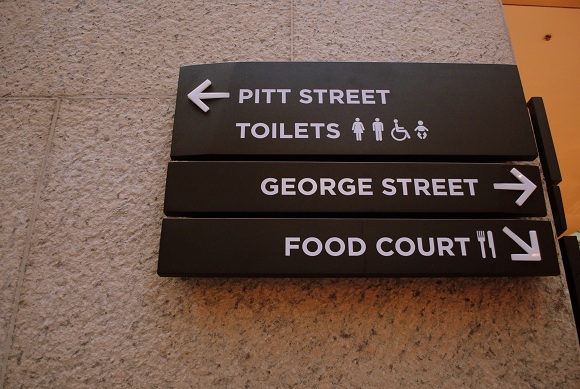 PITT STREET
TOILETS
GEORGE STREET
FOOD COURT